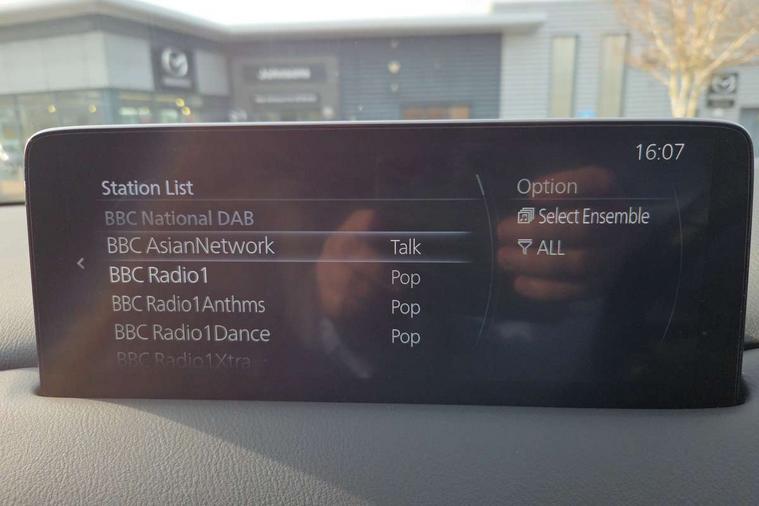 16:07
Station List
Option
BBC National DAB
Select Ensemble
BBC AsianNetwork Talk
ALL
BBC Radio1 Pop
BBC Radio1Anthms Pop
BBC Radio1Dance Pop
BBC Radio1Xtra